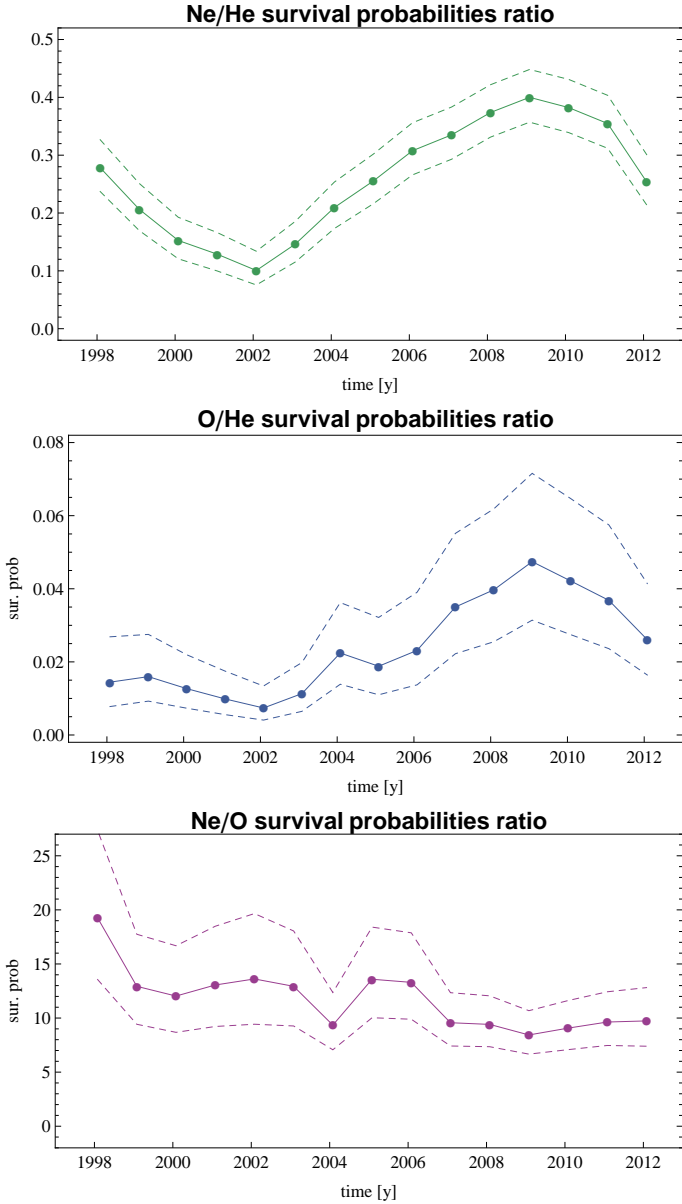 Ne/He survival probabilities ratio
0.5
0.4
0.3
0.2
0.1
0.0
1998 2000 2002 2004 2006 2008 2010 2012
time [y]
O/He survival probabilities ratio
0.08
0.06
0.04
0.02
0.00
sur. prob
1998 2000 2002 2004 2006 2008 2010 2012
time [y]
Ne/O survival probabilities ratio
25
20
15
10
5
0
sur. prob
1998 2000 2002 2004 2006 2008 2010 2012
time [y]